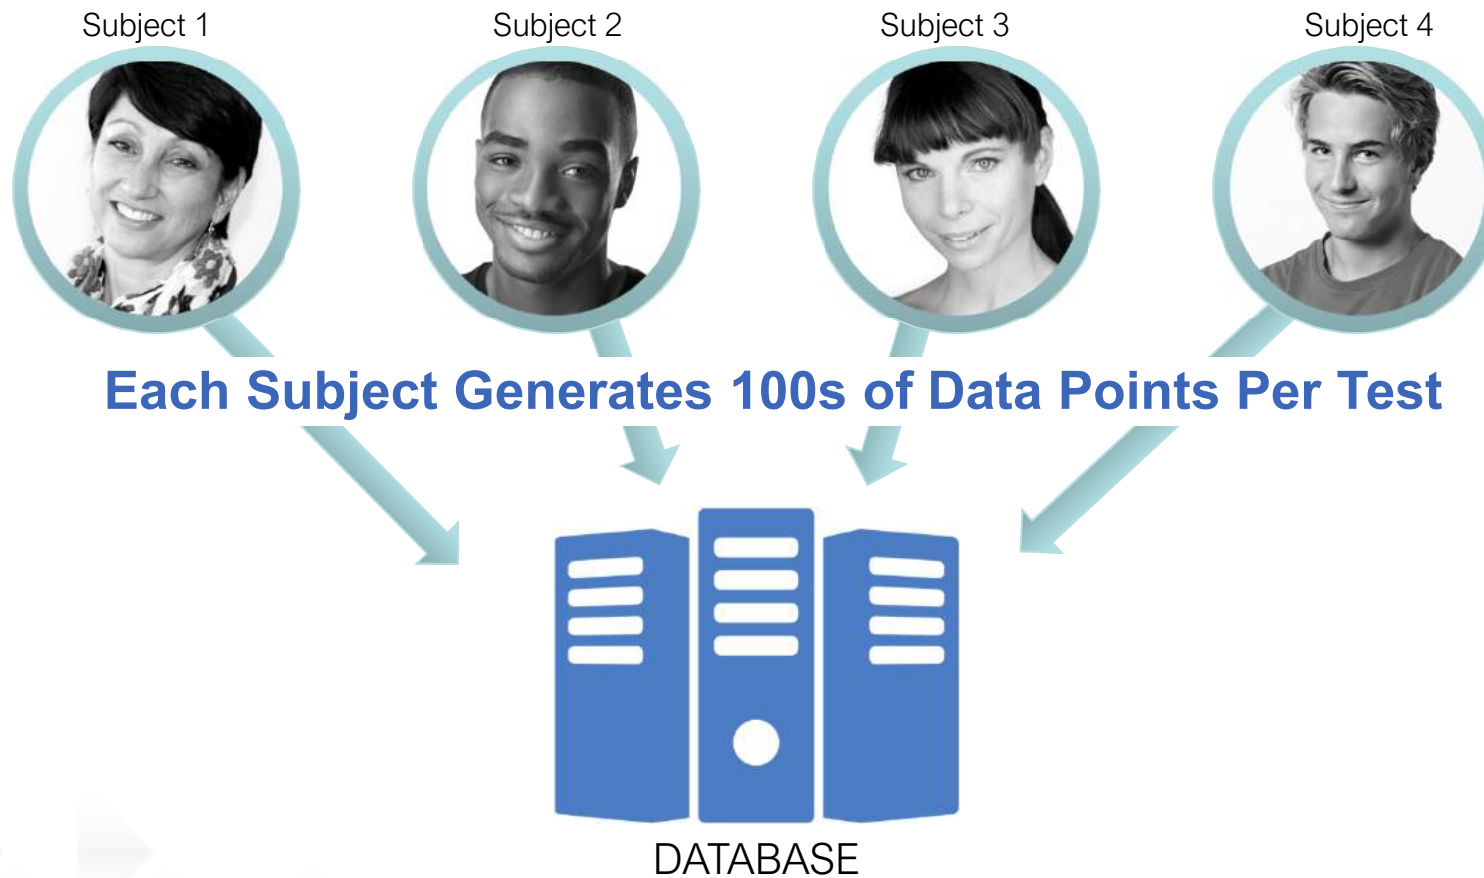 Subject 1
Subject 2
Subject 3
Subject 4
Each Subject Generates 100s of Data Points Per Test
DATABASE